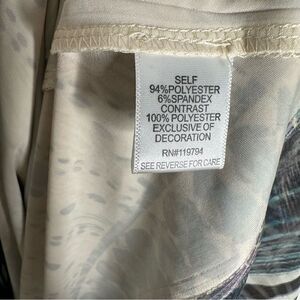 SELF
94%POLYESTER
6%SPANDEX
CONTRAST
100%POLYESTER
EXCLUSIVE OF
DECORATION
RN#119794
SEE REVERSE FOR CARE